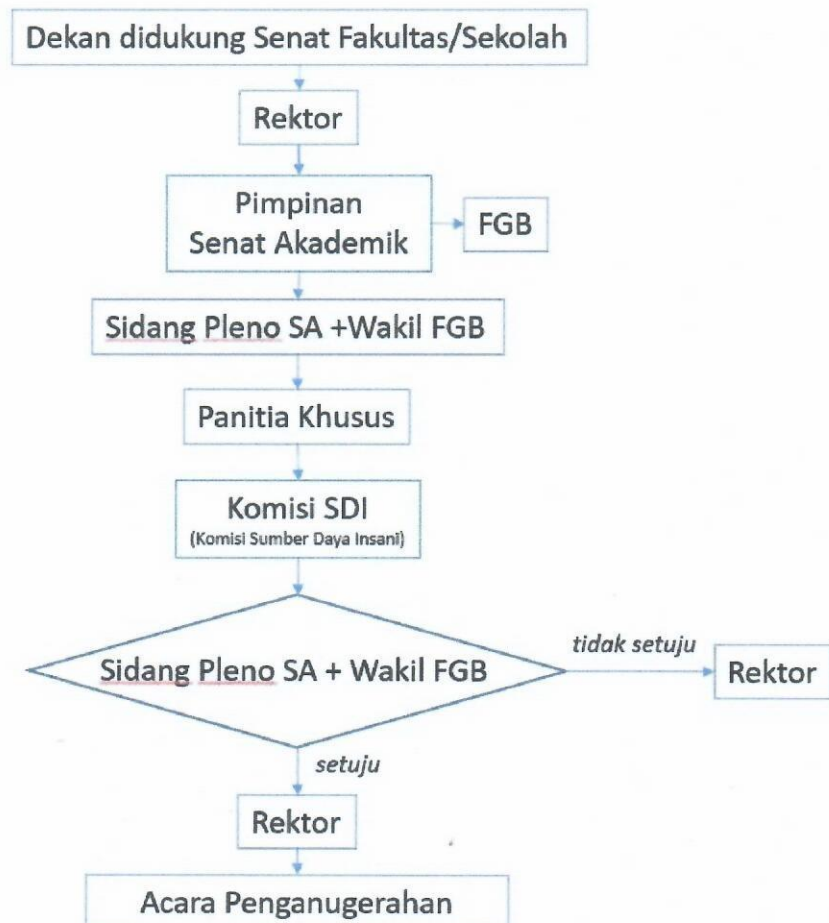 Dekan didukung Senat Fakultas/Sekolah
Rektor
Pimpinan
Senat Akademik
FGB
Sidang Pleno SA +Wakil FGB
Panitia Khusus
Komisi SDI
(Komisi Sumber Daya Insani)
Sidang Pleno SA + Wakil FGB
tidak setuju
Rektor
setuju
Rektor
Acara Penganugerahan